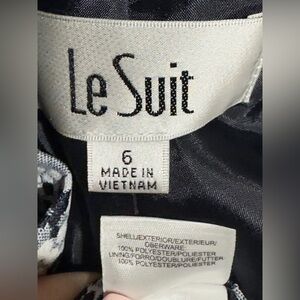 Le Suit
6
MADE IN
VIETNAM
SHELL/EXTERIOR/EXTERIEUR/
OBERWARE:
100% POLYESTER/POLIESTER
LINING/FORRO/DOUBLURE/FUTTER:
100% POLYESTER/POLIESTER